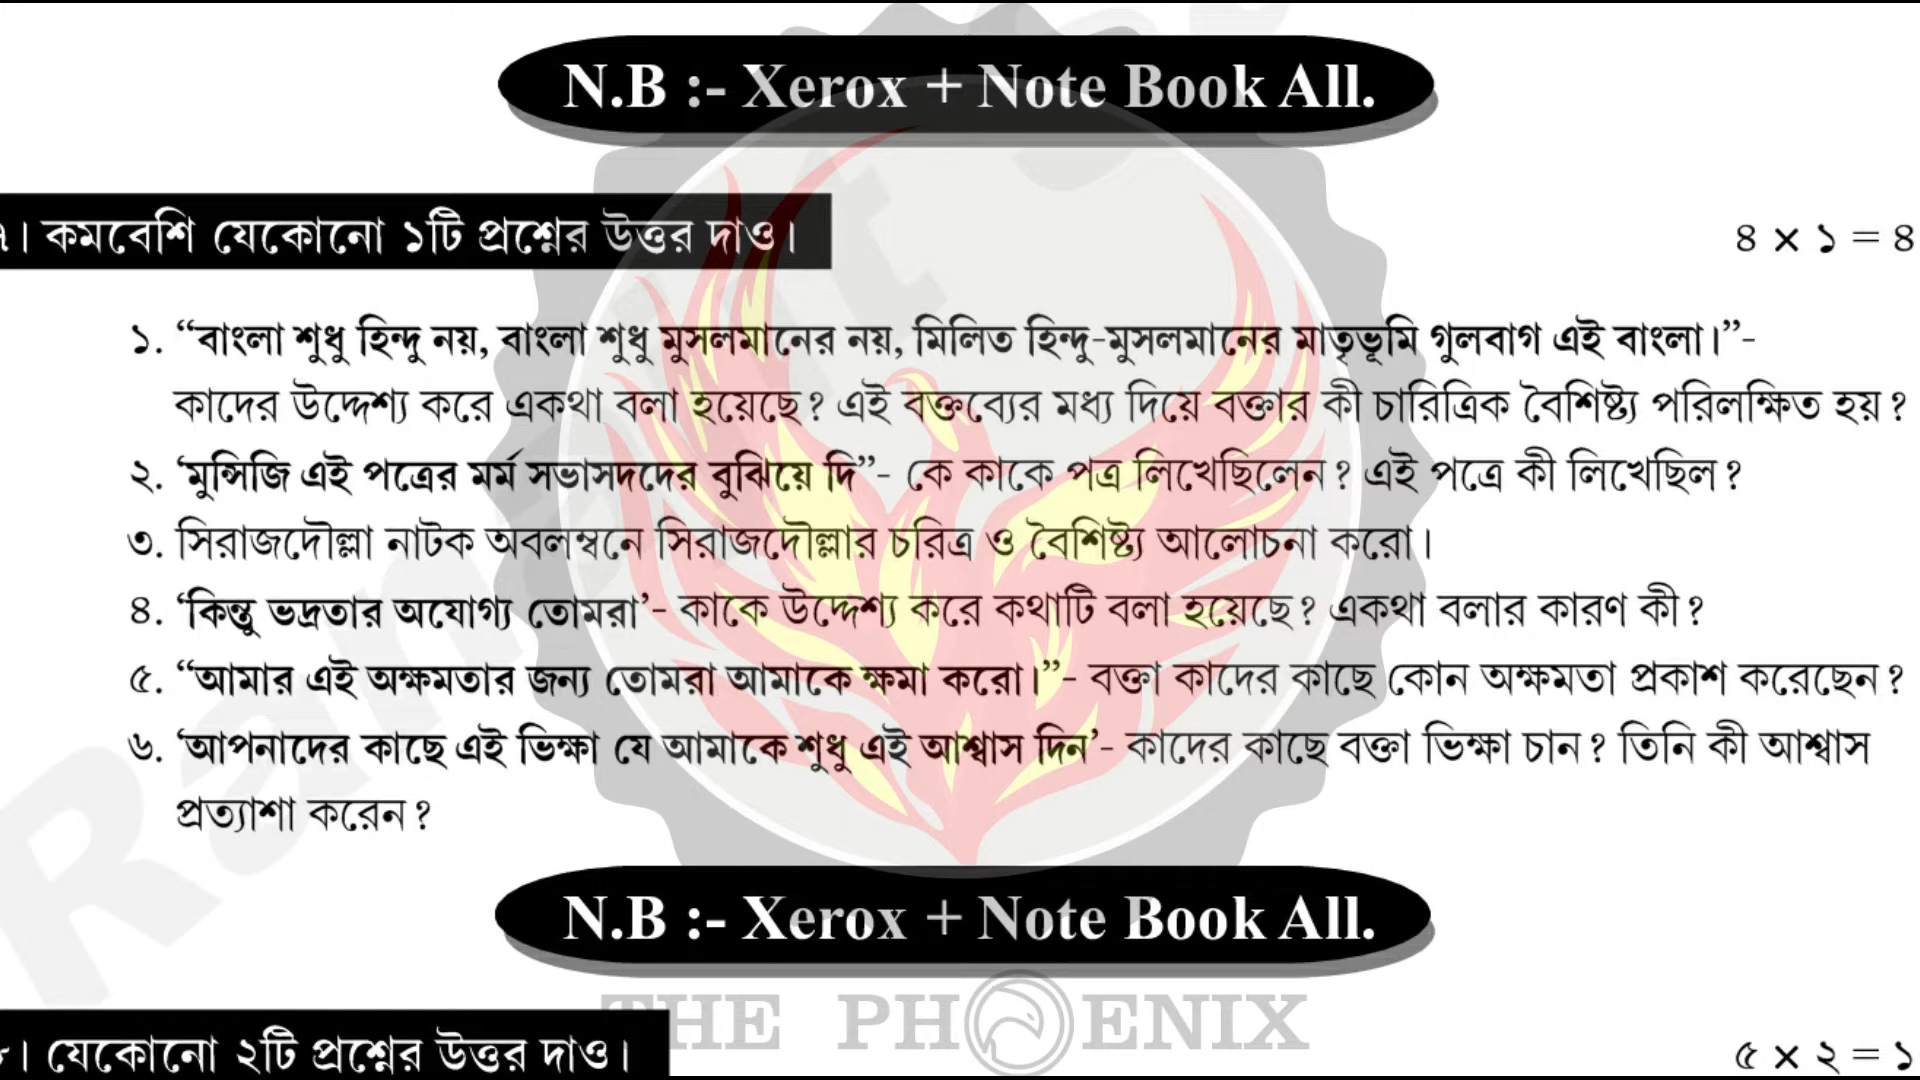 N.B :- Xerox + Note Book All.
৭। কমবেশি যেকোনো ১টি প্রশ্নের উত্তর দাও।
৪ × ১ = ৪
১. “বাংলা শুধু হিন্দু নয়, বাংলা শুধু মুসলমানের নয়, মিলিত হিন্দু-মুসলমানের মাতৃভূমি গুলবাগ এই বাংলা।”-
কাদের উদ্দেশ্য করে একথা বলা হয়েছে? এই বক্তব্যের মধ্য দিয়ে বক্তার কী চারিত্রিক বৈশিষ্ট্য পরিলক্ষিত হয়?
২. ‘মুন্সিজি এই পত্রের মর্ম সভাসদদের বুঝিয়ে দি”- কে কাকে পত্র লিখেছিলেন? এই পত্রে কী লিখেছিল?
৩. সিরাজদৌল্লা নাটক অবলম্বনে সিরাজদৌল্লার চরিত্র ও বৈশিষ্ট্য আলোচনা করো।
৪. ‘কিন্তু ভদ্রতার অযোগ্য তোমরা’- কাকে উদ্দেশ্য করে কথাটি বলা হয়েছে? একথা বলার কারণ কী?
৫. “আমার এই অক্ষমতার জন্য তোমরা আমাকে ক্ষমা করো।”- বক্তা কাদের কাছে কোন অক্ষমতা প্রকাশ করেছেন?
৬. ‘আপনাদের কাছে এই ভিক্ষা যে আমাকে শুধু এই আশ্বাস দিন’- কাদের কাছে বক্তা ভিক্ষা চান? তিনি কী আশ্বাস
প্রত্যাশা করেন?
N.B :- Xerox + Note Book All.
THE PHOENIX
। যেকোনো ২টি প্রশ্নের উত্তর দাও।
৫ × ২ = ১